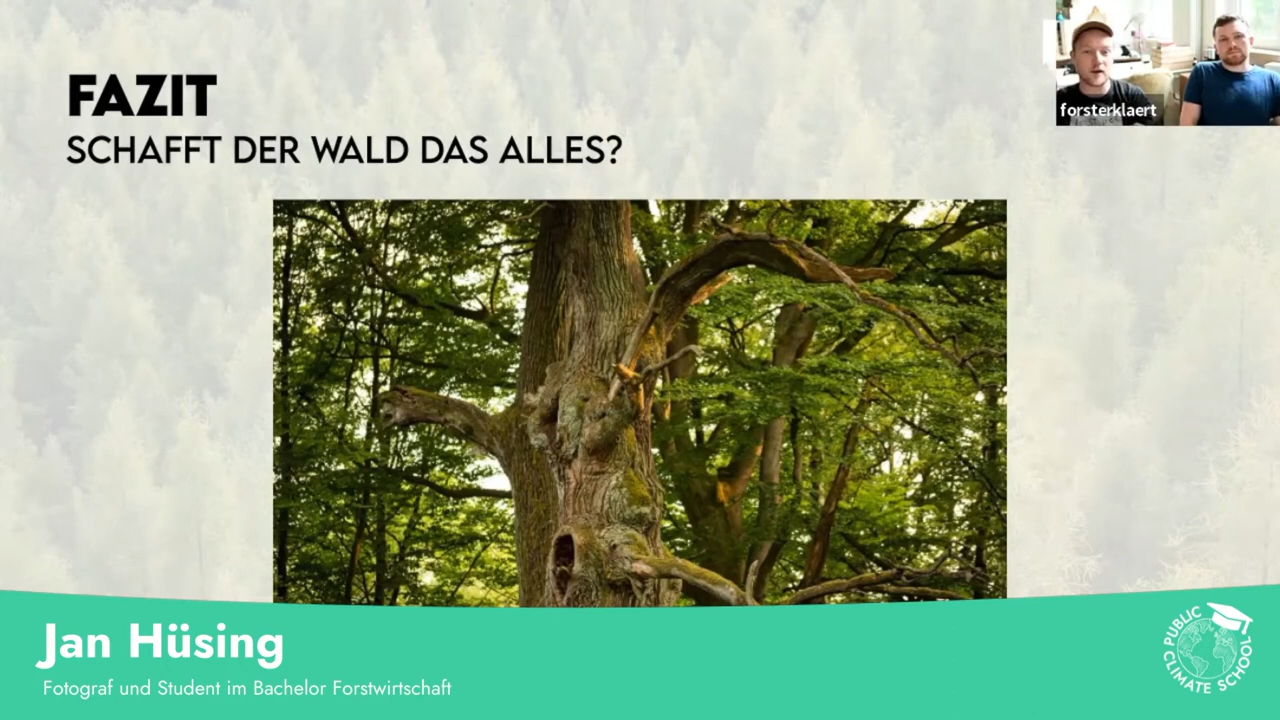 FAZIT
SCHAFFT DER WALD DAS ALLES?
forsterklaert
Jan Hüsing
Fotograf und Student im Bachelor Forstwirtschaft
PUBLIC
CLIMATE SCHOOL